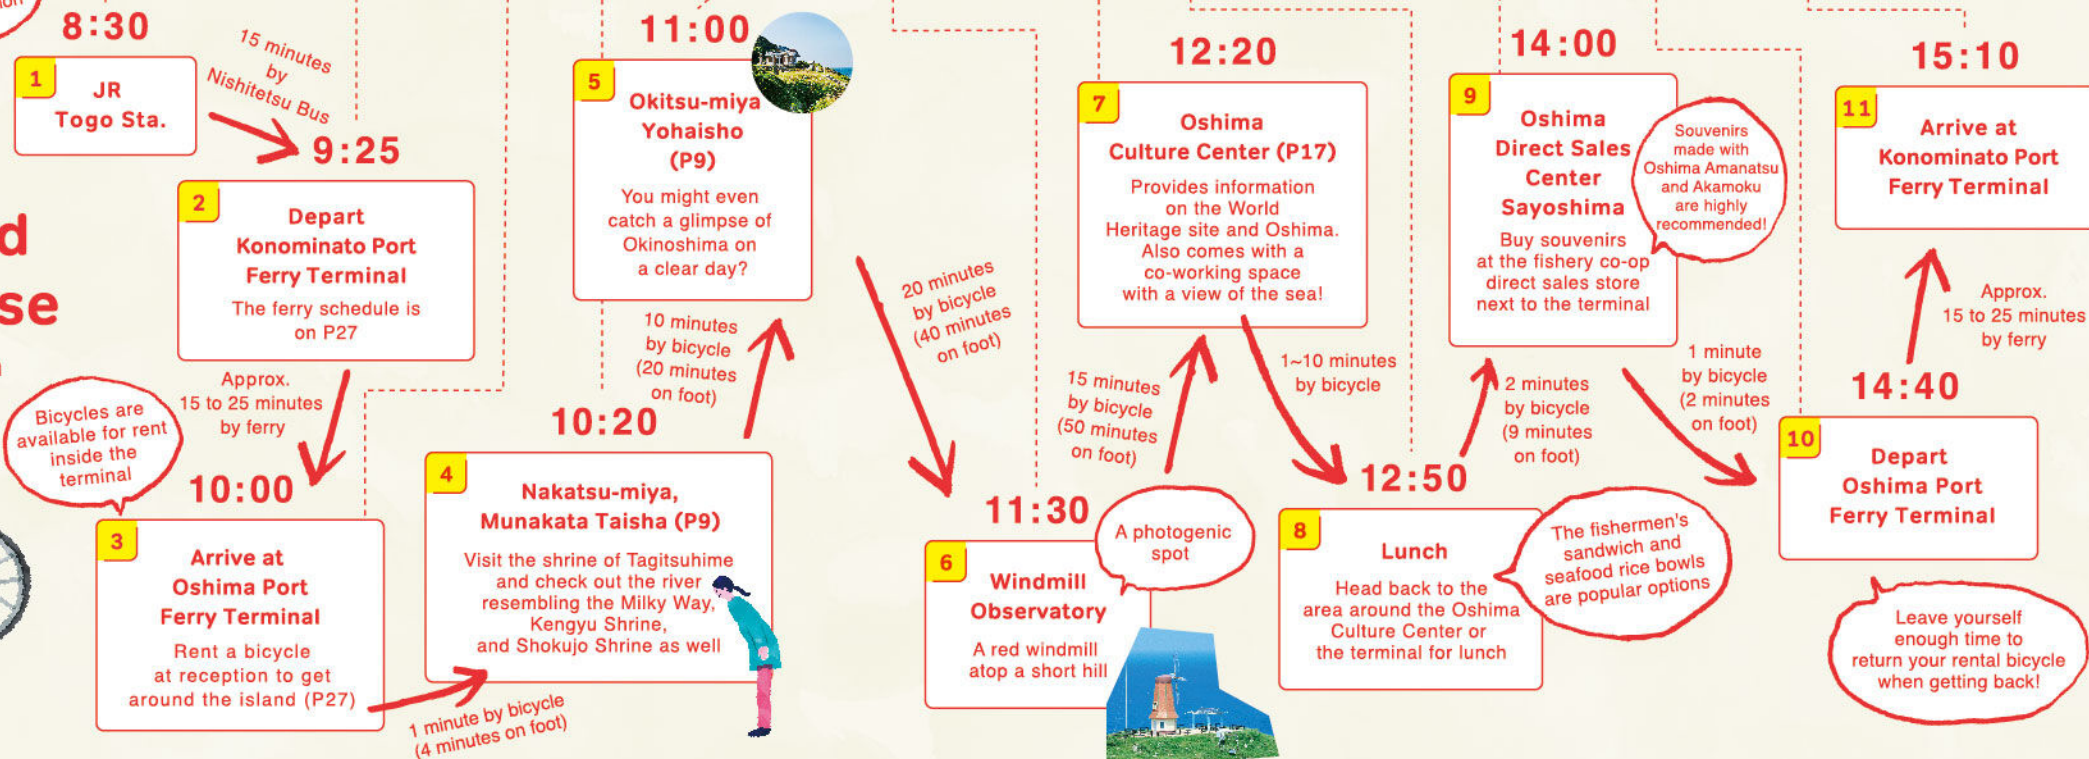 8:30
1
JR
Togo Sta.
15 minutes
by
Nishitetsu Bus
9:25
2
Depart
Konominato Port
Ferry Terminal
The ferry schedule is
on P27
d
se
Approx.
15 to 25 minutes
by ferry
Bicycles are
available for rent
inside the
terminal
10:00
3
Arrive at
Oshima Port
Ferry Terminal
Rent a bicycle
at reception to get
around the island (P27)
1 minute by bicycle
(4 minutes on foot)
10:20
4
Nakatsu-miya,
Munakata Taisha (P9)
Visit the shrine of Tagitsuhime
and check out the river
resembling the Milky Way,
Kengyu Shrine,
and Shokujo Shrine as well
10 minutes
by bicycle
(20 minutes
on foot)
11:00
5
Okitsu-miya
Yohaisho
(P9)
You might even
catch a glimpse of
Okinoshima on
a clear day?
20 minutes
by bicycle
(40 minutes
on foot)
11:30
6
Windmill
Observatory
A red windmill
atop a short hill
A photogenic
spot
15 minutes
by bicycle
(50 minutes
on foot)
12:20
7
Oshima
Culture Center (P17)
Provides information
on the World
Heritage site and Oshima.
Also comes with a
co-working space
with a view of the sea!
1~10 minutes
by bicycle
12:50
8
Lunch
Head back to the
area around the Oshima
Culture Center or
the terminal for lunch
The fishermen's
sandwich and
seafood rice bowls
are popular options
2 minutes
by bicycle
(9 minutes
on foot)
14:00
9
Oshima
Direct Sales
Center
Sayoshima
Buy souvenirs
at the fishery co-op
direct sales store
next to the terminal
Souvenirs
made with
Oshima Amanatsu
and Akamoku
are highly
recommended!
1 minute
by bicycle
(2 minutes
on foot)
14:40
10
Depart
Oshima Port
Ferry Terminal
Leave yourself
enough time to
return your rental bicycle
when getting back!
Approx.
15 to 25 minutes
by ferry
15:10
11
Arrive at
Konominato Port
Ferry Terminal